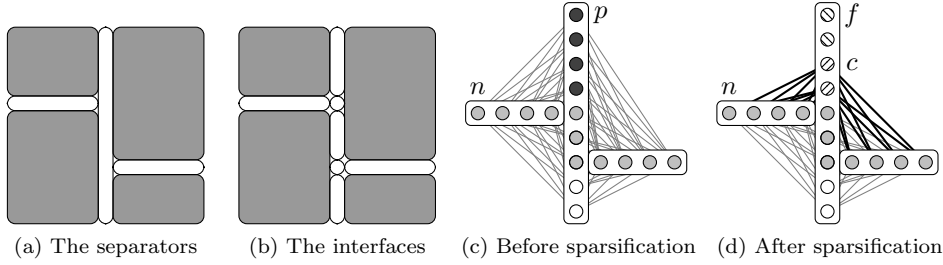 p
n
f
c
n
(a) The separators
(b) The interfaces
(c) Before sparsification
(d) After sparsification